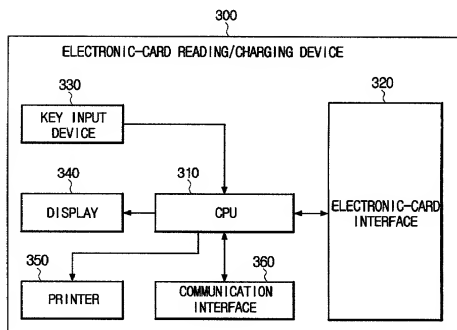 300
ELECTRONIC-CARD READING/CHARGING DEVICE
330
KEY INPUT
DEVICE
320
340
DISPLAY
310
CPU
ELECTRONIC-CARD
INTERFACE
350
PRINTER
360
COMMUNICATION
INTERFACE